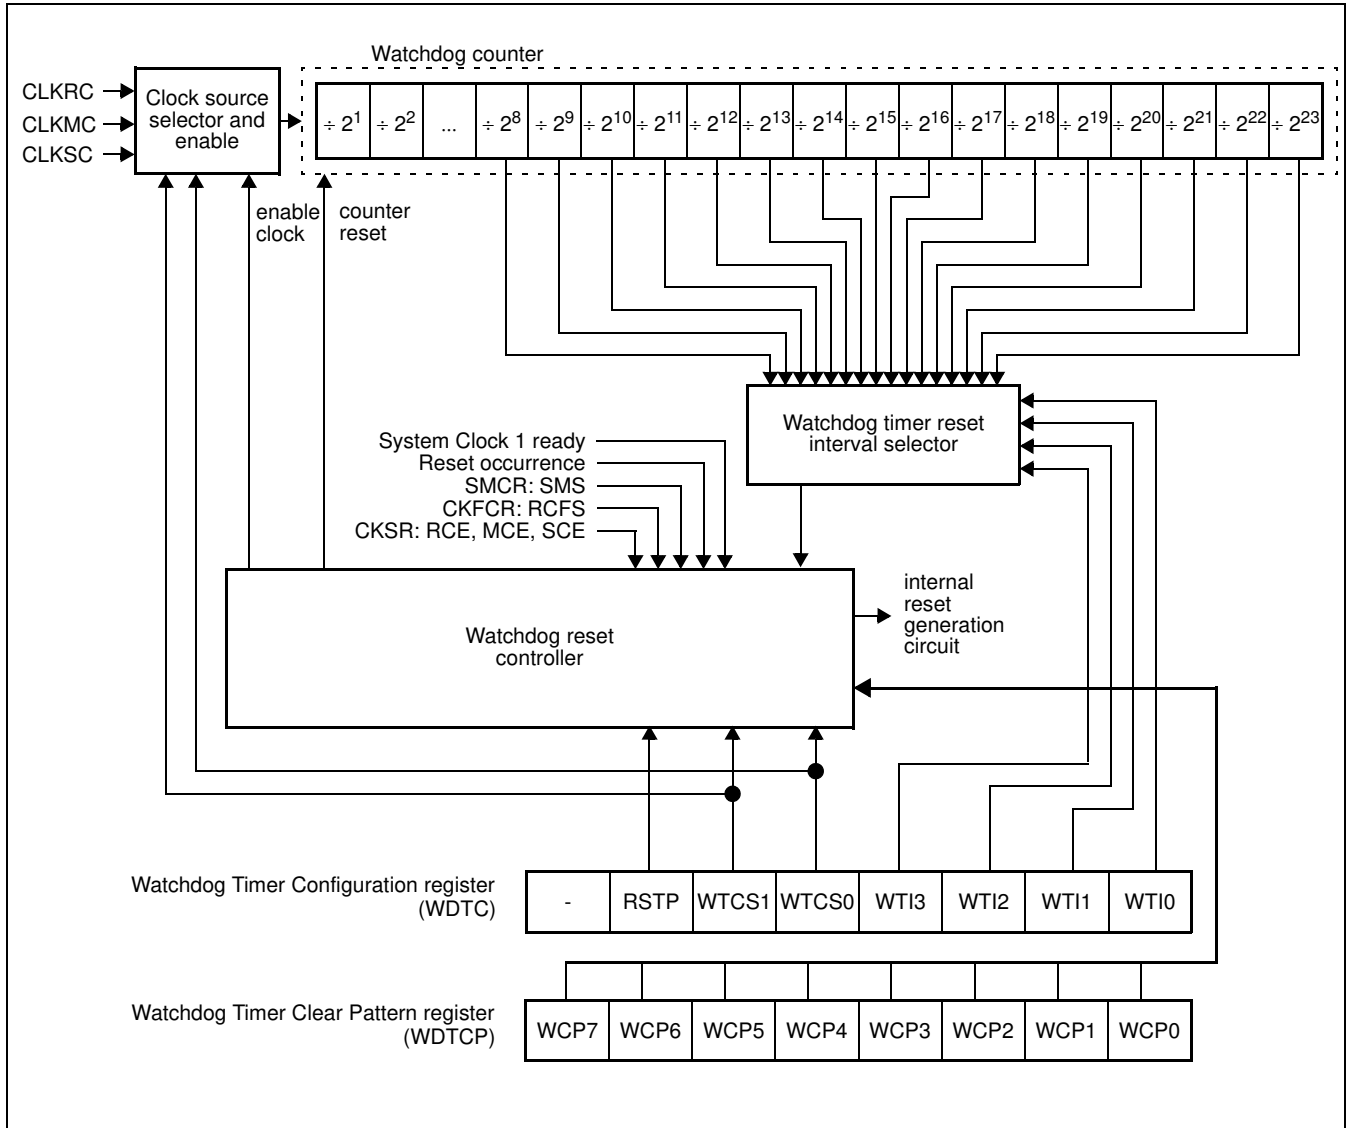 Watchdog counter
CLKRC
CLKMC
CLKSC
Clock source
selector and
enable
÷ 2¹ ÷ 2² ... ÷ 2⁸ ÷ 2⁹ ÷ 2¹⁰ ÷ 2¹¹ ÷ 2¹² ÷ 2¹³ ÷ 2¹⁴ ÷ 2¹⁵ ÷ 2¹⁶ ÷ 2¹⁷ ÷ 2¹⁸ ÷ 2¹⁹ ÷ 2²⁰ ÷ 2²¹ ÷ 2²² ÷ 2²³
enable
clock
counter
reset
Watchdog timer reset
interval selector
System Clock 1 ready
Reset occurrence
SMCR: SMS
CKFCR: RCFS
CKSR: RCE, MCE, SCE
Watchdog reset
controller
internal
reset
generation
circuit
Watchdog Timer Configuration register
(WDTC)
- RSTP WTCS1 WTCS0 WTI3 WTI2 WTI1 WTI0
Watchdog Timer Clear Pattern register
(WDTCP)
WCP7 WCP6 WCP5 WCP4 WCP3 WCP2 WCP1 WCP0